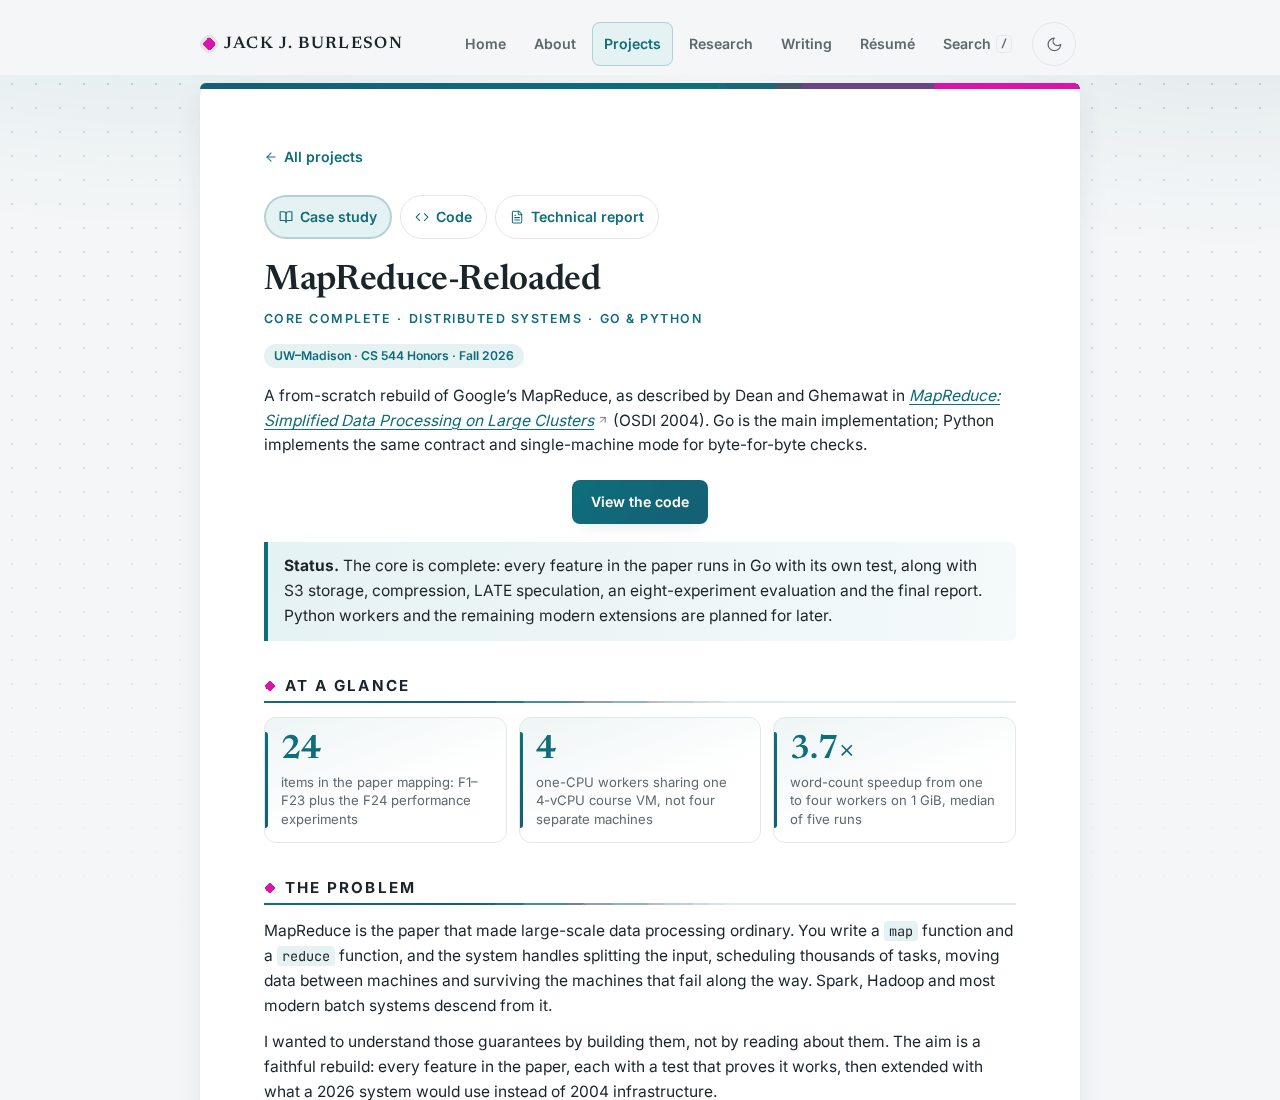 JACK J. BURLESON
Home About Projects Research Writing Résumé Search /
All projects
Case study Code Technical report
MapReduce-Reloaded
CORE COMPLETE · DISTRIBUTED SYSTEMS · GO & PYTHON
UW–Madison · CS 544 Honors · Fall 2026
A from-scratch rebuild of Google’s MapReduce, as described by Dean and Ghemawat in MapReduce:
Simplified Data Processing on Large Clusters (OSDI 2004). Go is the main implementation; Python
implements the same contract and single-machine mode for byte-for-byte checks.
View the code
Status. The core is complete: every feature in the paper runs in Go with its own test, along with
S3 storage, compression, LATE speculation, an eight-experiment evaluation and the final report.
Python workers and the remaining modern extensions are planned for later.
AT A GLANCE
24
items in the paper mapping: F1–
F23 plus the F24 performance
experiments
4
one-CPU workers sharing one
4-vCPU course VM, not four
separate machines
3.7×
word-count speedup from one
to four workers on 1 GiB, median
of five runs
THE PROBLEM
MapReduce is the paper that made large-scale data processing ordinary. You write a map function and
a reduce function, and the system handles splitting the input, scheduling thousands of tasks, moving
data between machines and surviving the machines that fail along the way. Spark, Hadoop and most
modern batch systems descend from it.
I wanted to understand those guarantees by building them, not by reading about them. The aim is a
faithful rebuild: every feature in the paper, each with a test that proves it works, then extended with
what a 2026 system would use instead of 2004 infrastructure.